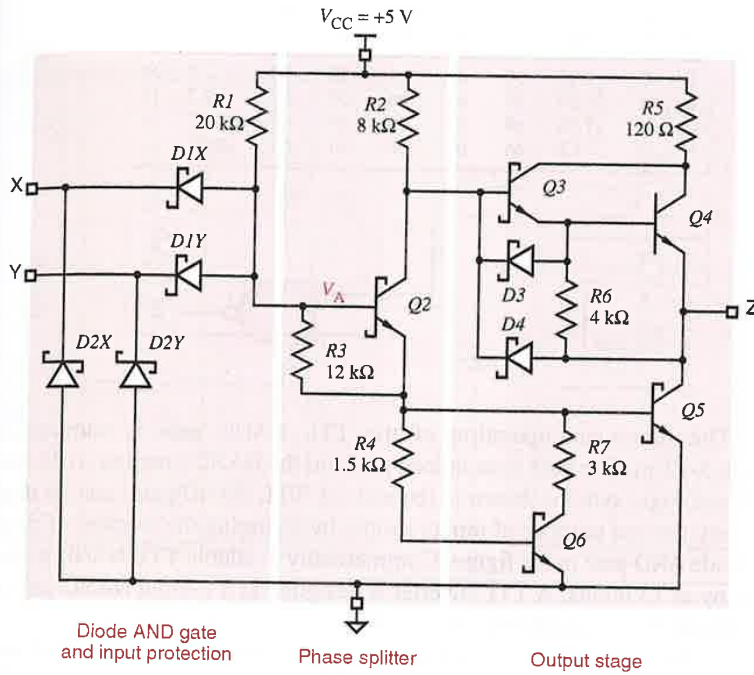 V_CC = +5 V
R1
20 kΩ
R2
8 kΩ
R5
120 Ω
D1X
X
Q3
Q4
D1Y
Y
V_A
Q2
D3
R6
4 kΩ
Z
D2X
D2Y
R3
12 kΩ
D4
Q5
R4
1.5 kΩ
R7
3 kΩ
Q6
Diode AND gate
and input protection
Phase splitter
Output stage